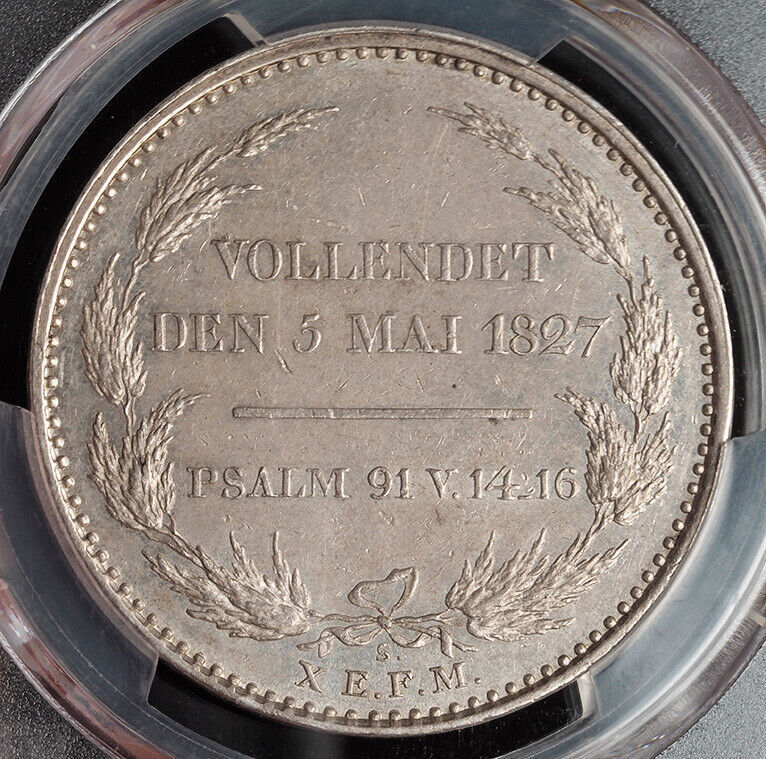 VOLLENDET
DEN 5 MAI 1827
PSALM 91 V. 14-16
S.
X E.F.M.